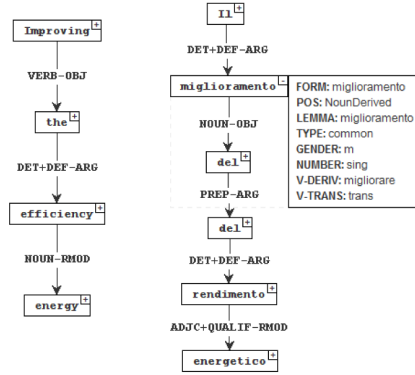 Improving
VERB-OBJ
the
DET+DEF-ARG
efficiency
NOUN-RMOD
energy
Il
DET+DEF-ARG
miglioramento
NOUN-OBJ
del
PREP-ARG
del
DET+DEF-ARG
rendimento
ADJC+QUALIF-RMOD
energetico
FORM: miglioramento
POS: NounDerived
LEMMA: miglioramento
TYPE: common
GENDER: m
NUMBER: sing
V-DERIV: migliorare
V-TRANS: trans